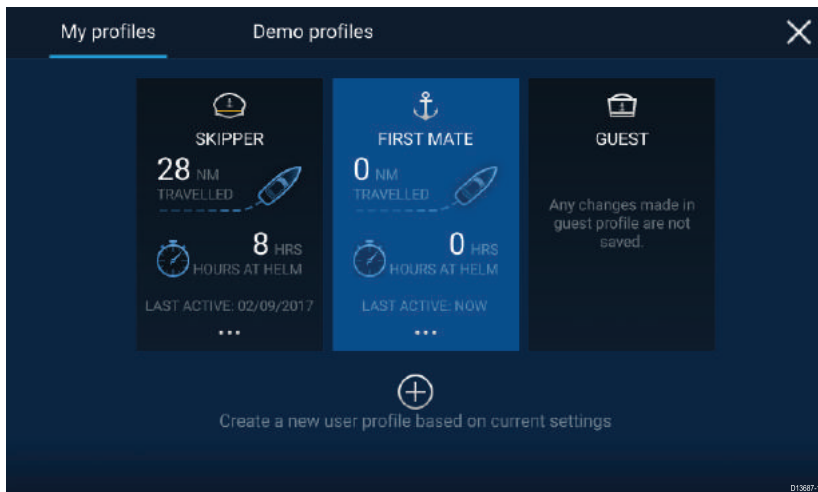 My profiles
Demo profiles
SKIPPER
28 NM
TRAVELLED
8 HRS
HOURS AT HELM
LAST ACTIVE: 02/09/2017
FIRST MATE
0 NM
TRAVELLED
0 HRS
HOURS AT HELM
LAST ACTIVE: NOW
GUEST
Any changes made in
guest profile are not
saved.
Create a new user profile based on current settings